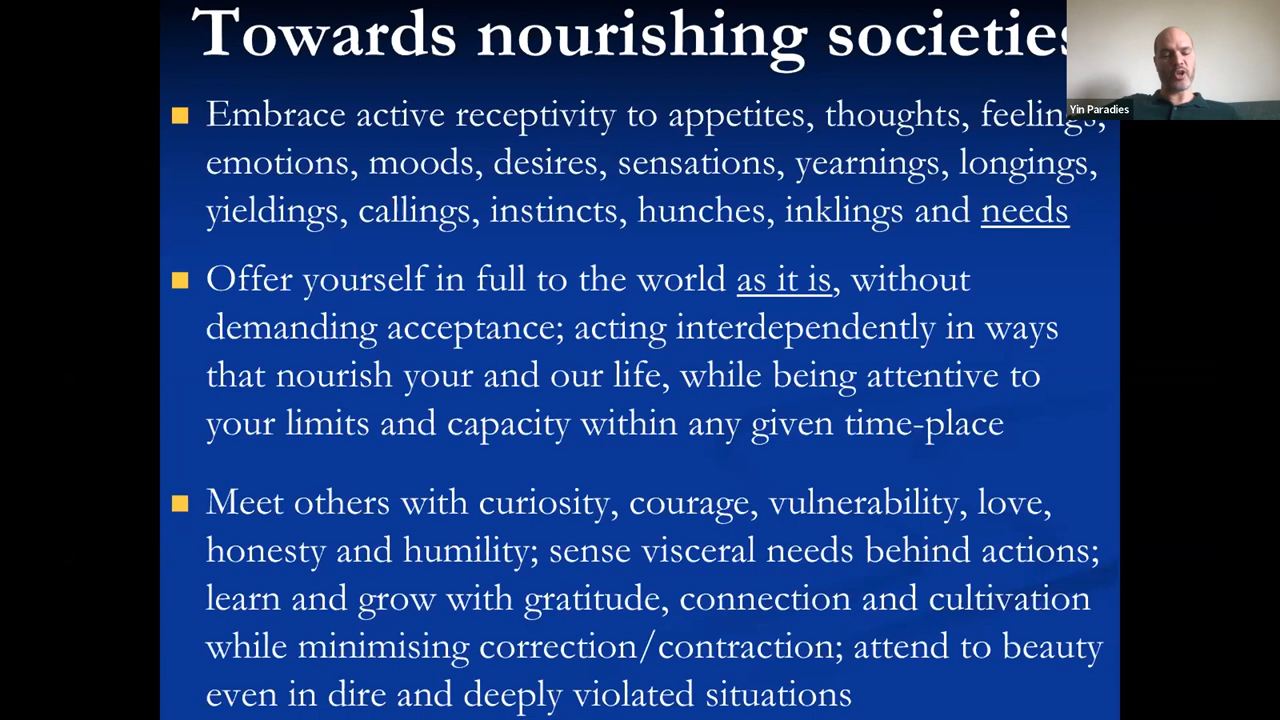 Towards nourishing societies
Yin Paradies
Embrace active receptivity to appetites, thoughts, feelings,
emotions, moods, desires, sensations, yearnings, longings,
yieldings, callings, instincts, hunches, inklings and needs
Offer yourself in full to the world as it is, without
demanding acceptance; acting interdependently in ways
that nourish your and our life, while being attentive to
your limits and capacity within any given time-place
Meet others with curiosity, courage, vulnerability, love,
honesty and humility; sense visceral needs behind actions;
learn and grow with gratitude, connection and cultivation
while minimising correction/contraction; attend to beauty
even in dire and deeply violated situations